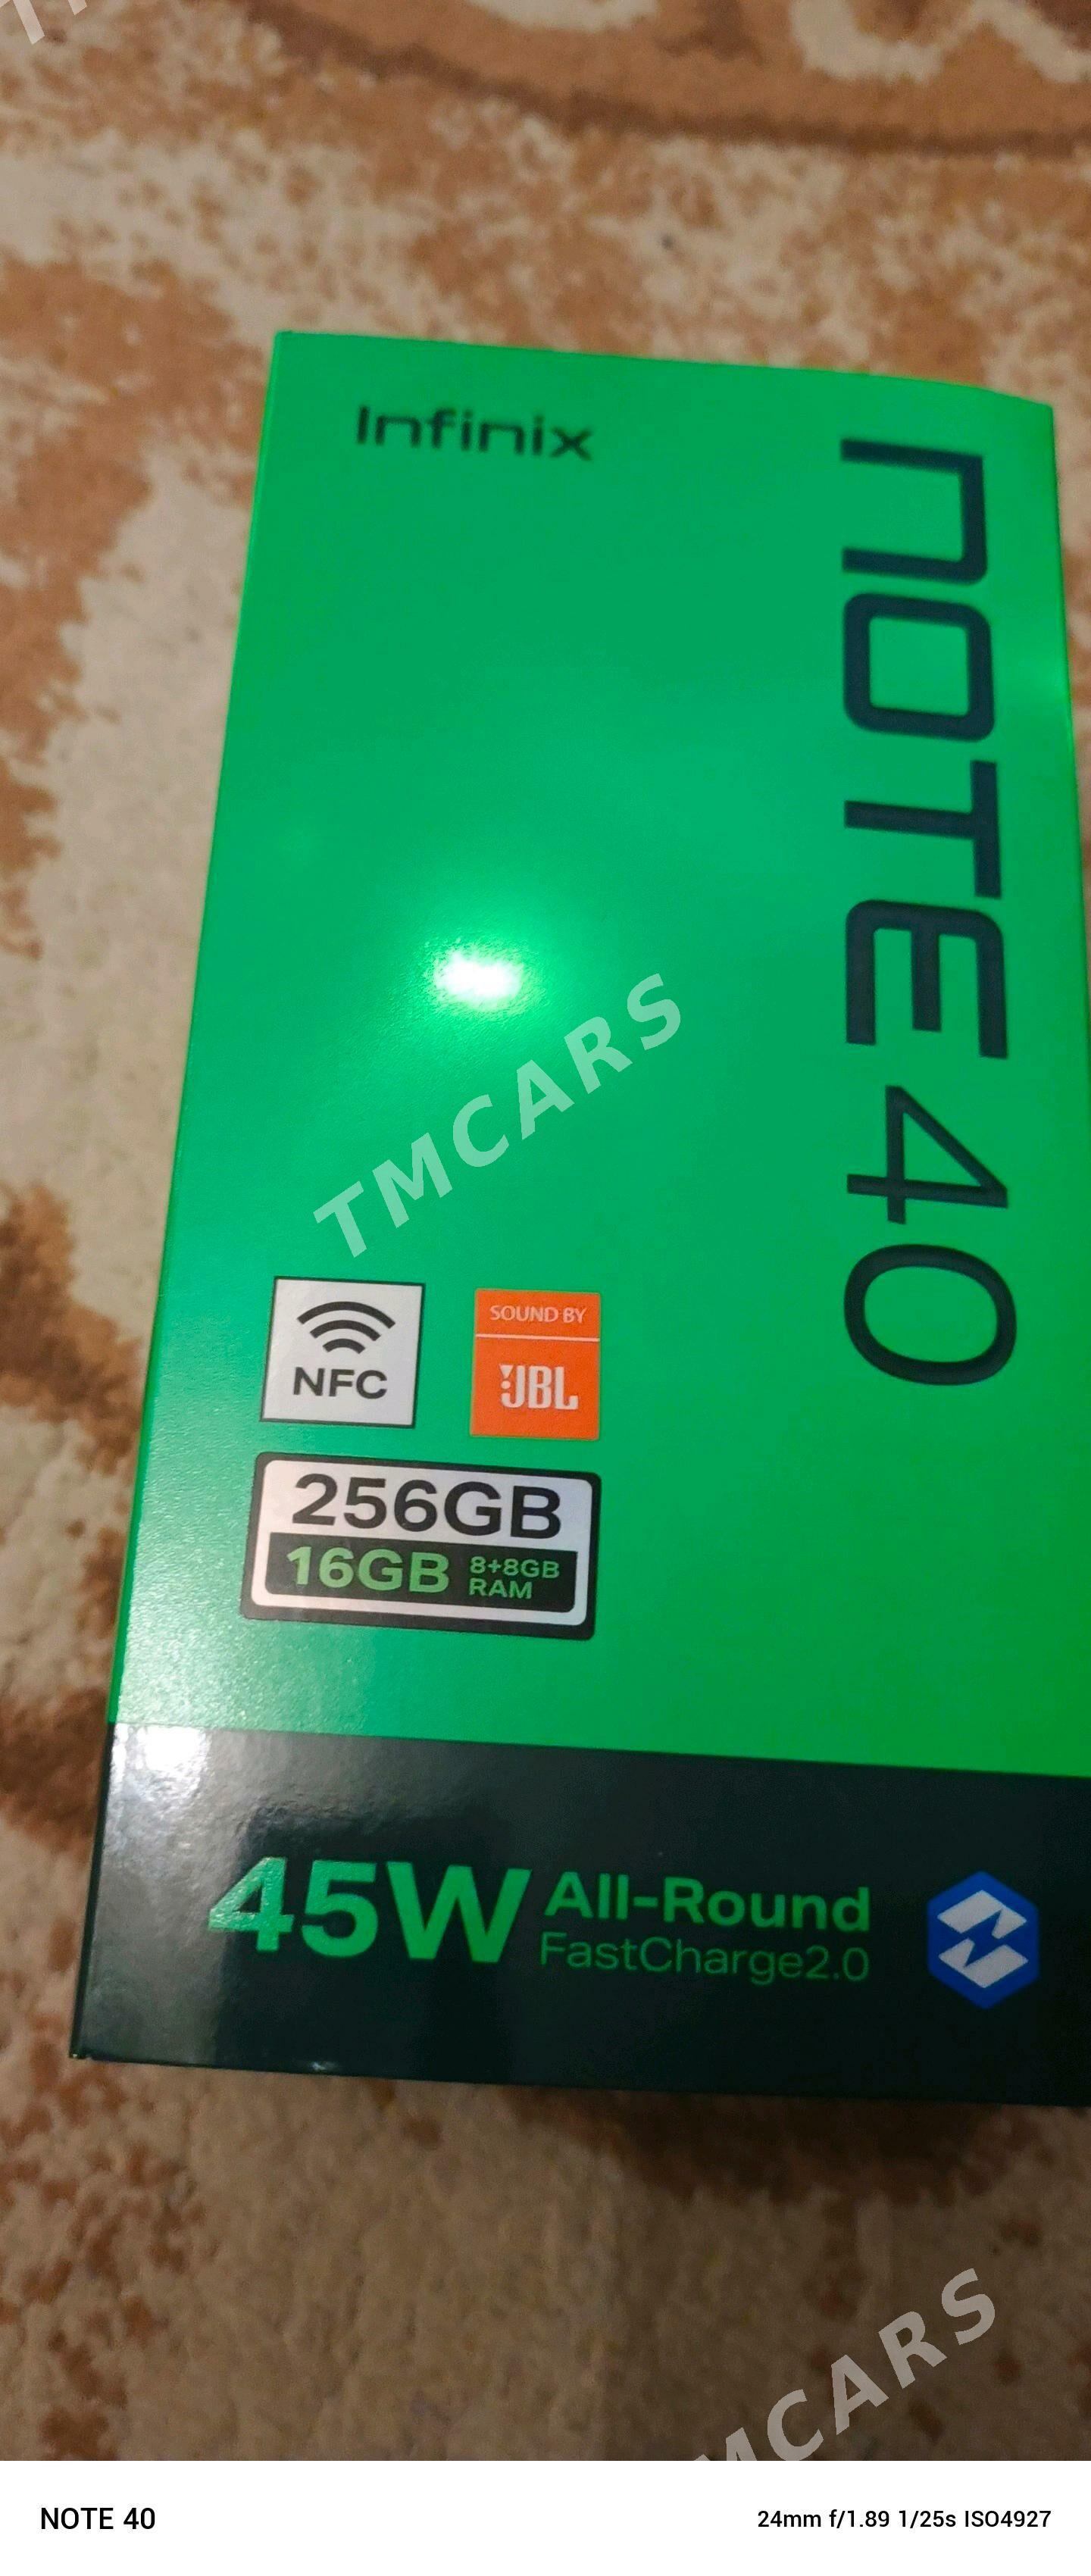 Infinix
NOTE 40
TMCARS
NFC
SOUND BY
JBL
256GB
16GB 8+8GB RAM
45W All-Round
FastCharge2.0
MCARS
NOTE 40
24mm f/1.89 1/25s ISO4927